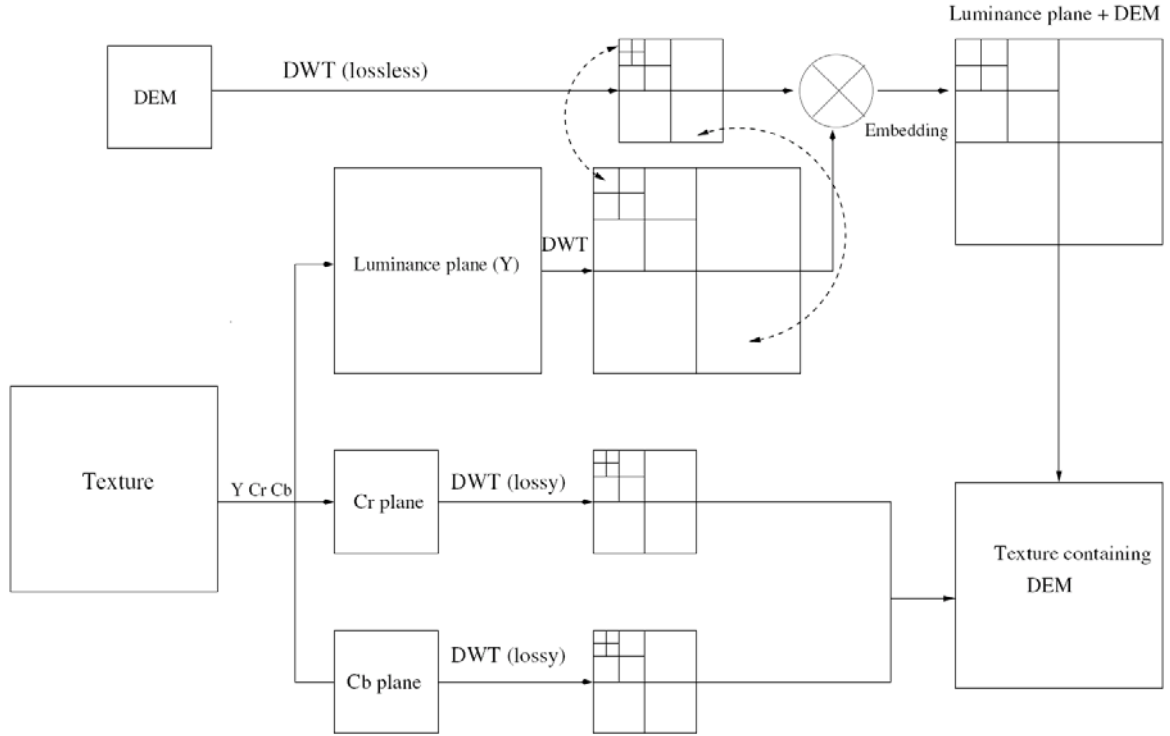 Luminance plane + DEM
DEM
DWT (lossless)
Embedding
Luminance plane (Y)
DWT
Texture
Y Cr Cb
Cr plane
DWT (lossy)
Texture containing
DEM
Cb plane
DWT (lossy)